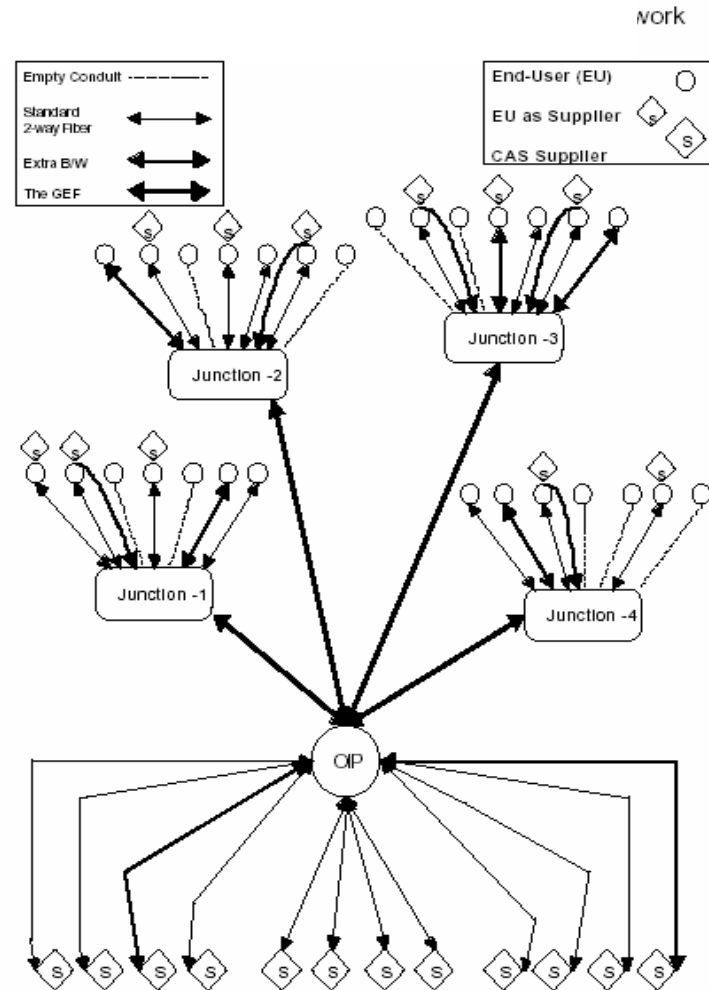 work
Empty Conduit
Standard
2-way Fiber
Extra B/W
The GEF
End-User (EU)
EU as Supplier S
CAS Supplier S
S S S
S S S
Junction -3
Junction -2
S S S
S S
Junction -1
Junction -4
OIP
S S S S S S S S S S S S